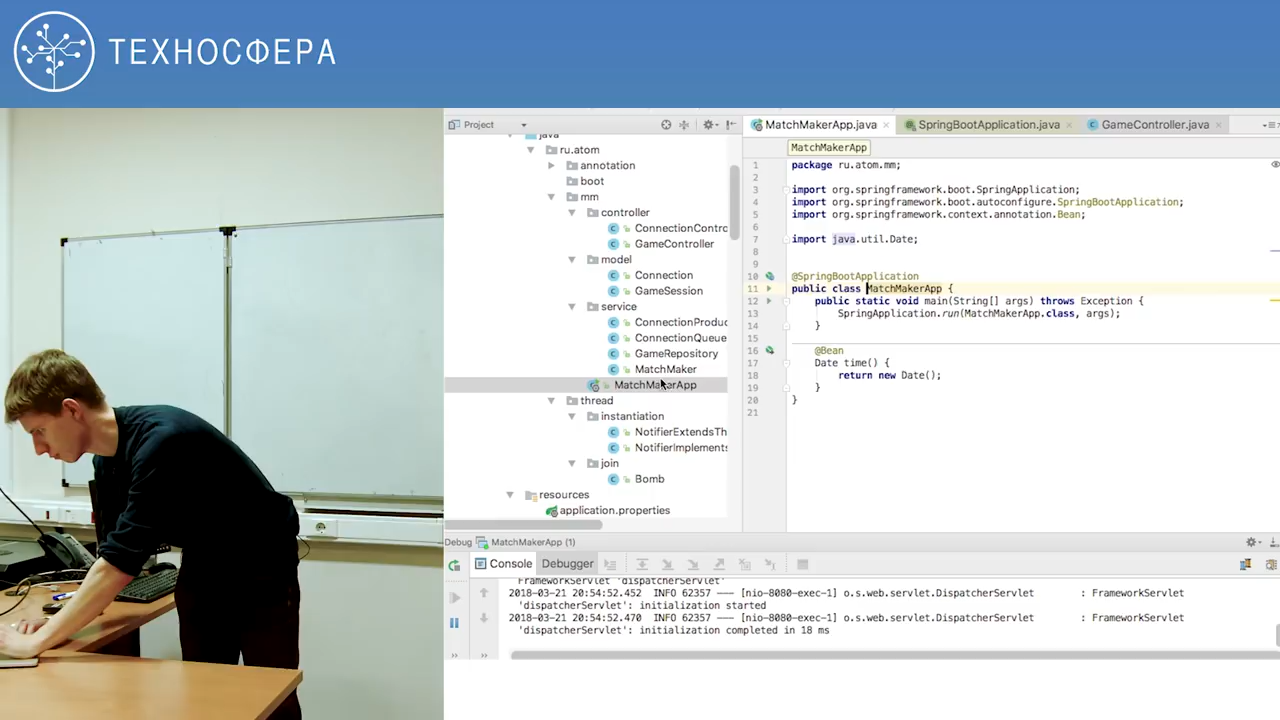 ТЕХНОСФЕРА
Project
MatchMakerApp.java
SpringBootApplication.java
GameController.java
java
ru.atom
annotation
boot
mm
controller
ConnectionContro
GameController
model
Connection
GameSession
service
ConnectionProduc
ConnectionQueue
GameRepository
MatchMaker
MatchMakerApp
thread
instantiation
NotifierExtendsTh
NotifierImplements
join
Bomb
resources
application.properties
MatchMakerApp
1 package ru.atom.mm;
2
3 import org.springframework.boot.SpringApplication;
4 import org.springframework.boot.autoconfigure.SpringBootApplication;
5 import org.springframework.context.annotation.Bean;
6
7 import java.util.Date;
8
9
10 @SpringBootApplication
11 public class MatchMakerApp {
12 public static void main(String[] args) throws Exception {
13 SpringApplication.run(MatchMakerApp.class, args);
14 }
15
16 @Bean
17 Date time() {
18 return new Date();
19 }
20 }
21
Debug MatchMakerApp (1)
Console Debugger
FrameworkServlet 'dispatcherServlet'
2018-03-21 20:54:52.452 INFO 62357 --- [nio-8080-exec-1] o.s.web.servlet.DispatcherServlet : FrameworkServlet
'dispatcherServlet': initialization started
2018-03-21 20:54:52.470 INFO 62357 --- [nio-8080-exec-1] o.s.web.servlet.DispatcherServlet : FrameworkServlet
'dispatcherServlet': initialization completed in 18 ms